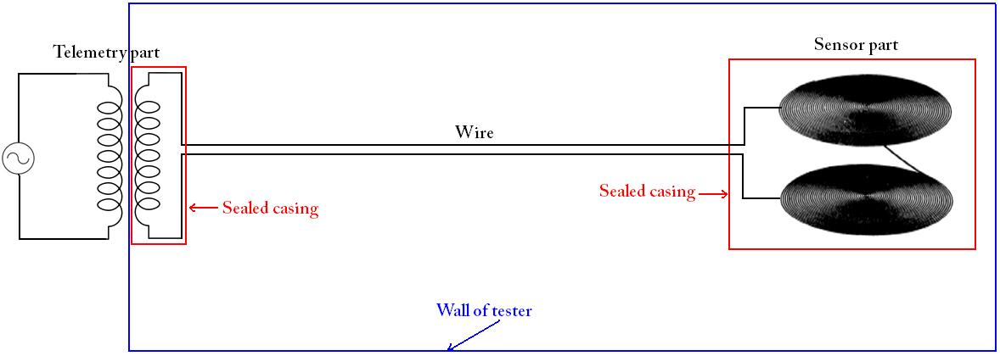 Telemetry part
Sensor part
Wire
Sealed casing
Sealed casing
Wall of tester